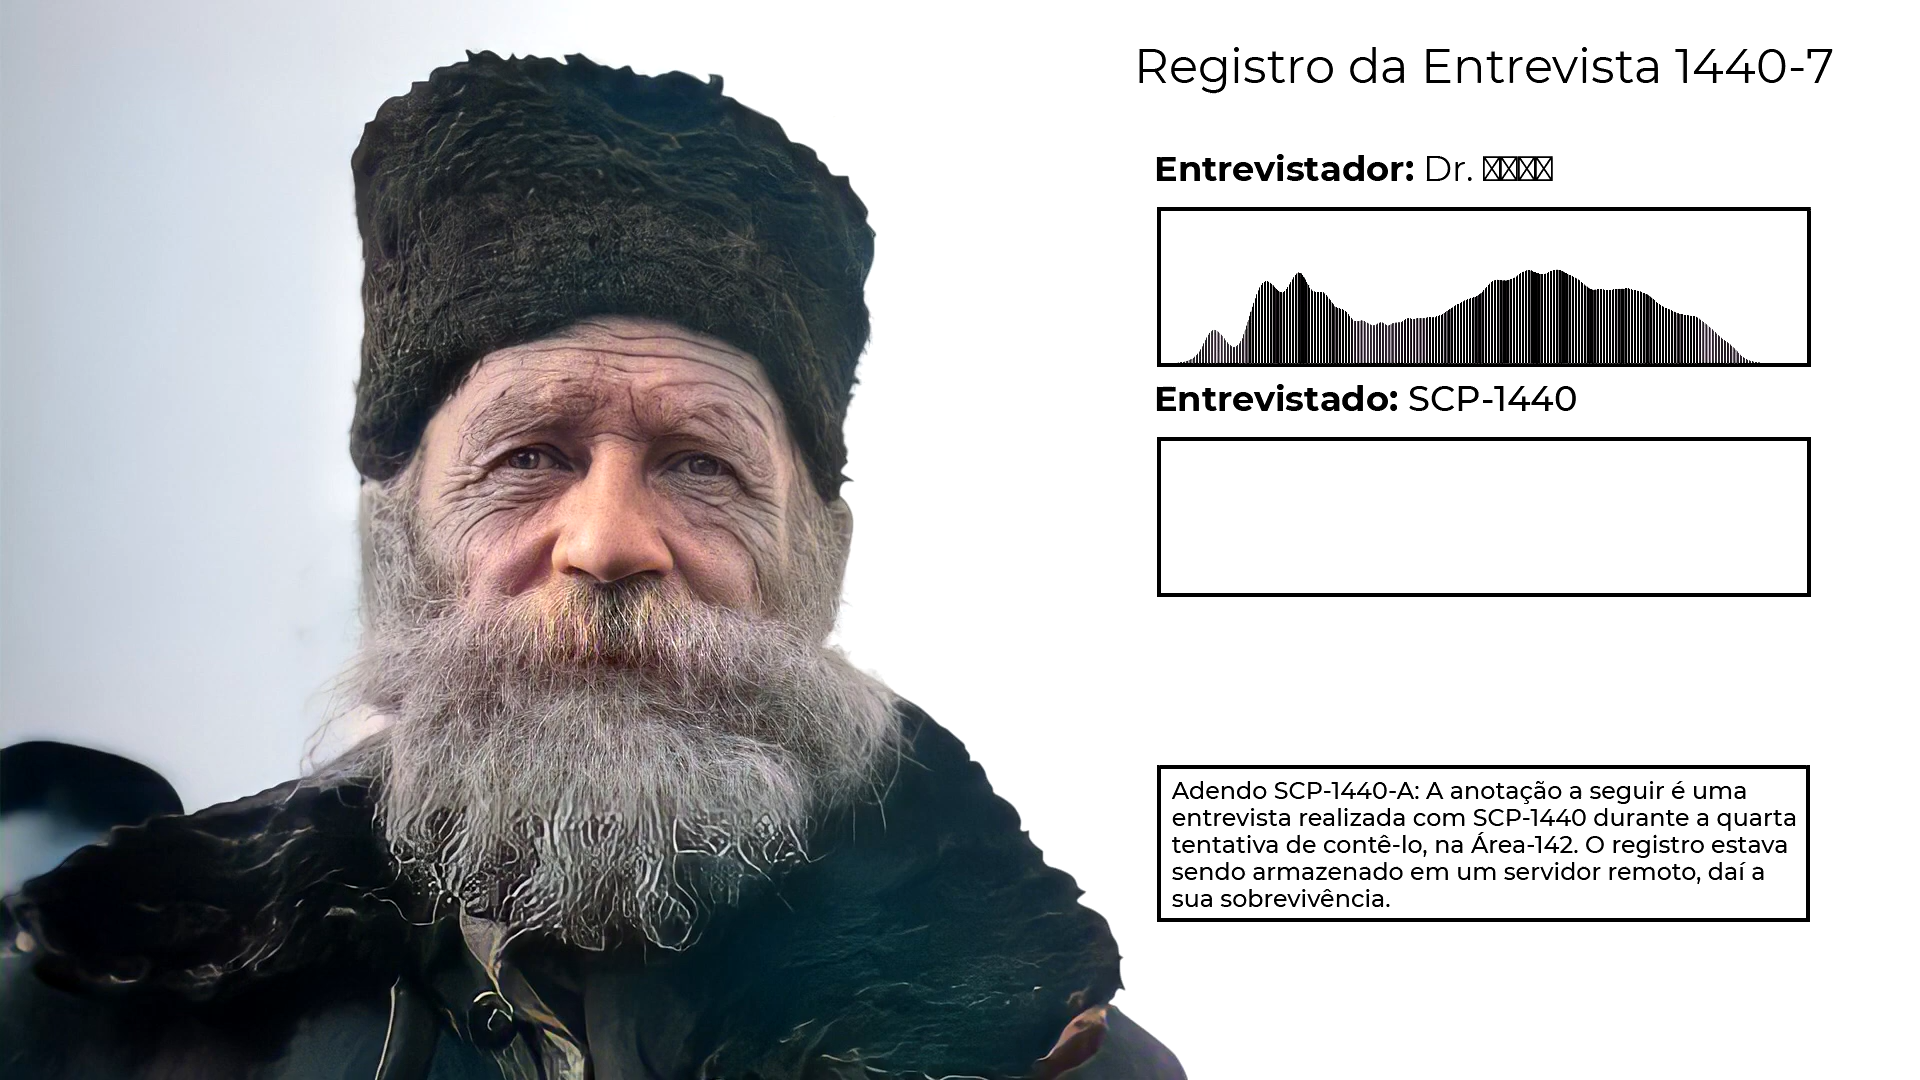 Registro da Entrevista 1440-7
Entrevistador: Dr.
Entrevistado: SCP-1440
Adendo SCP-1440-A: A anotação a seguir é uma
entrevista realizada com SCP-1440 durante a quarta
tentativa de contê-lo, na Área-142. O registro estava
sendo armazenado em um servidor remoto, daí a
sua sobrevivência.